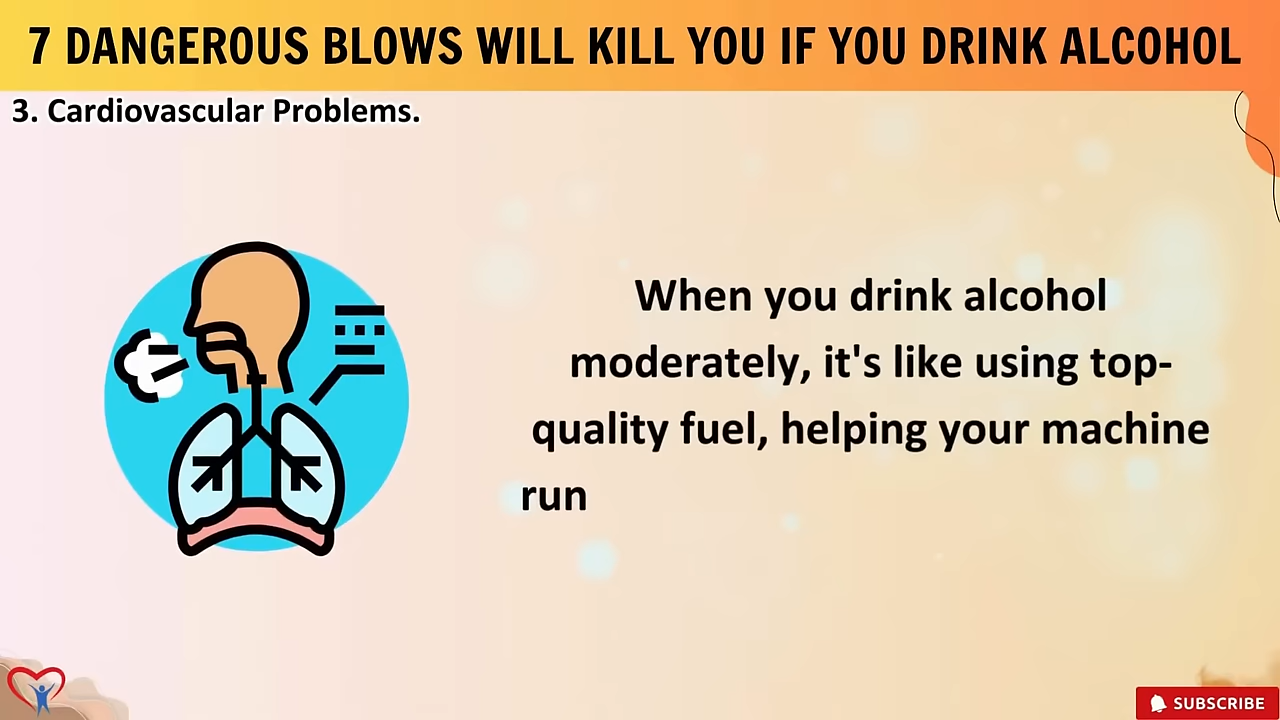 7 DANGEROUS BLOWS WILL KILL YOU IF YOU DRINK ALCOHOL
3. Cardiovascular Problems.
When you drink alcohol
moderately, it's like using top-
quality fuel, helping your machine
run
SUBSCRIBE